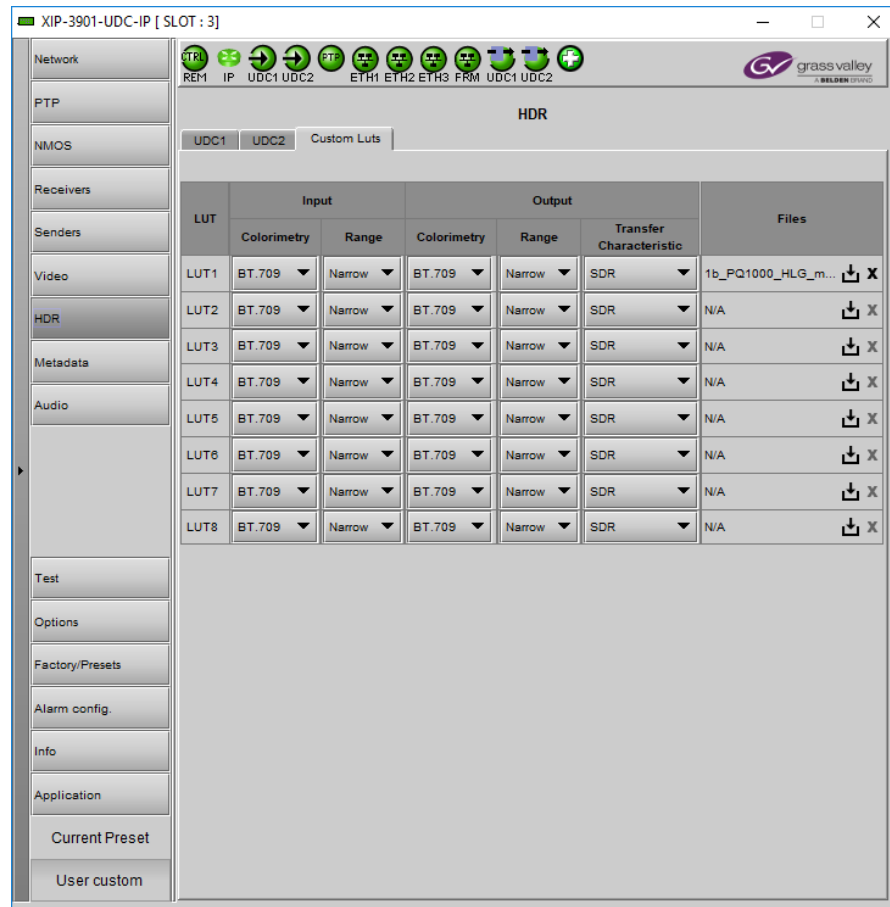 XIP-3901-UDC-IP [ SLOT : 3]
Network
PTP
NMOS
Receivers
Senders
Video
HDR
Metadata
Audio
Test
Options
Factory/Presets
Alarm config.
Info
Application
Current Preset
User custom
CTRL PTP
REM IP UDC1 UDC2 ETH1 ETH2 ETH3 FRM UDC1 UDC2
GV grass valley
A BELDEN BRAND
HDR
UDC1 UDC2 Custom Luts
LUT Input Output Files
Colorimetry Range Colorimetry Range Transfer Characteristic
LUT1 BT.709 Narrow BT.709 Narrow SDR 1b_PQ1000_HLG_m... X
LUT2 BT.709 Narrow BT.709 Narrow SDR N/A X
LUT3 BT.709 Narrow BT.709 Narrow SDR N/A X
LUT4 BT.709 Narrow BT.709 Narrow SDR N/A X
LUT5 BT.709 Narrow BT.709 Narrow SDR N/A X
LUT6 BT.709 Narrow BT.709 Narrow SDR N/A X
LUT7 BT.709 Narrow BT.709 Narrow SDR N/A X
LUT8 BT.709 Narrow BT.709 Narrow SDR N/A X